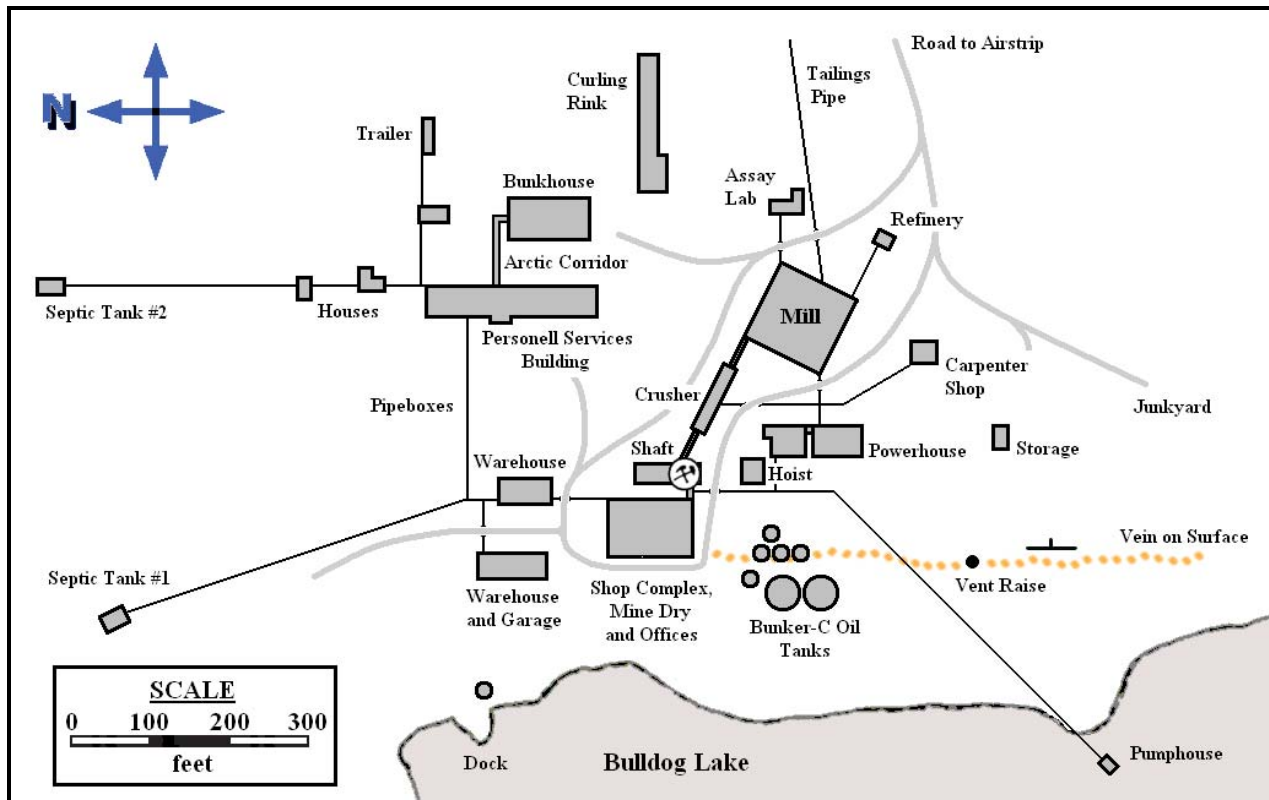 Road to Airstrip
Curling
Rink
Tailings
Pipe
N
Trailer
Bunkhouse
Assay
Lab
Refinery
Arctic Corridor
Septic Tank #2
Houses
Mill
Personell Services
Building
Carpenter
Shop
Crusher
Pipeboxes
Junkyard
Shaft
Powerhouse
Storage
Warehouse
Hoist
Vein on Surface
Septic Tank #1
Vent Raise
Warehouse
and Garage
Shop Complex,
Mine Dry
and Offices
Bunker-C Oil
Tanks
SCALE
0 100 200 300
feet
Dock
Bulldog Lake
Pumphouse